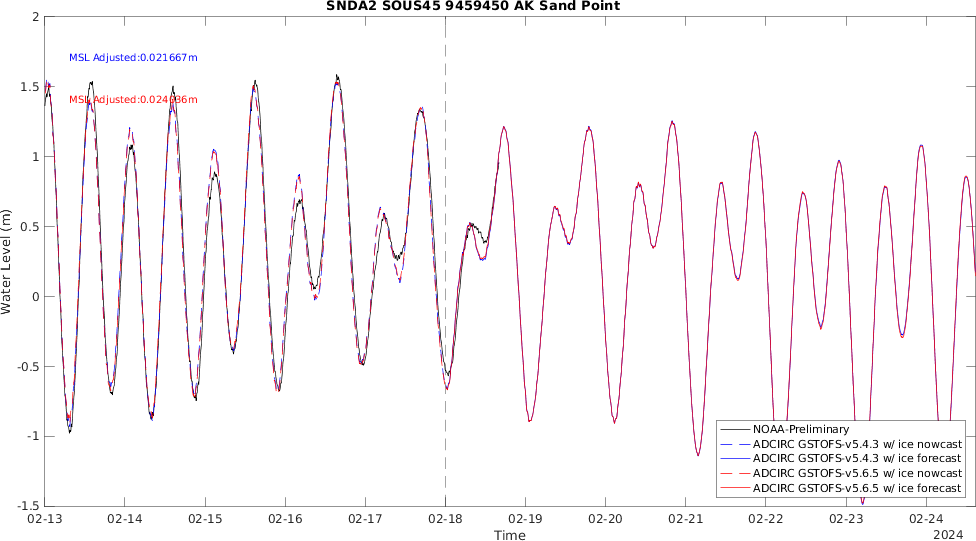 SNDA2 SOUS45 9459450 AK Sand Point
2
1.5
1
0.5
0
-0.5
-1
-1.5
Water Level (m)
MSL Adjusted:0.021667m
MSL Adjusted:0.024936m
NOAA-Preliminary
ADCIRC GSTOFS-v5.4.3 w/ ice nowcast
ADCIRC GSTOFS-v5.4.3 w/ ice forecast
ADCIRC GSTOFS-v5.6.5 w/ ice nowcast
ADCIRC GSTOFS-v5.6.5 w/ ice forecast
02-13 02-14 02-15 02-16 02-17 02-18 02-19 02-20 02-21 02-22 02-23 02-24
Time
2024